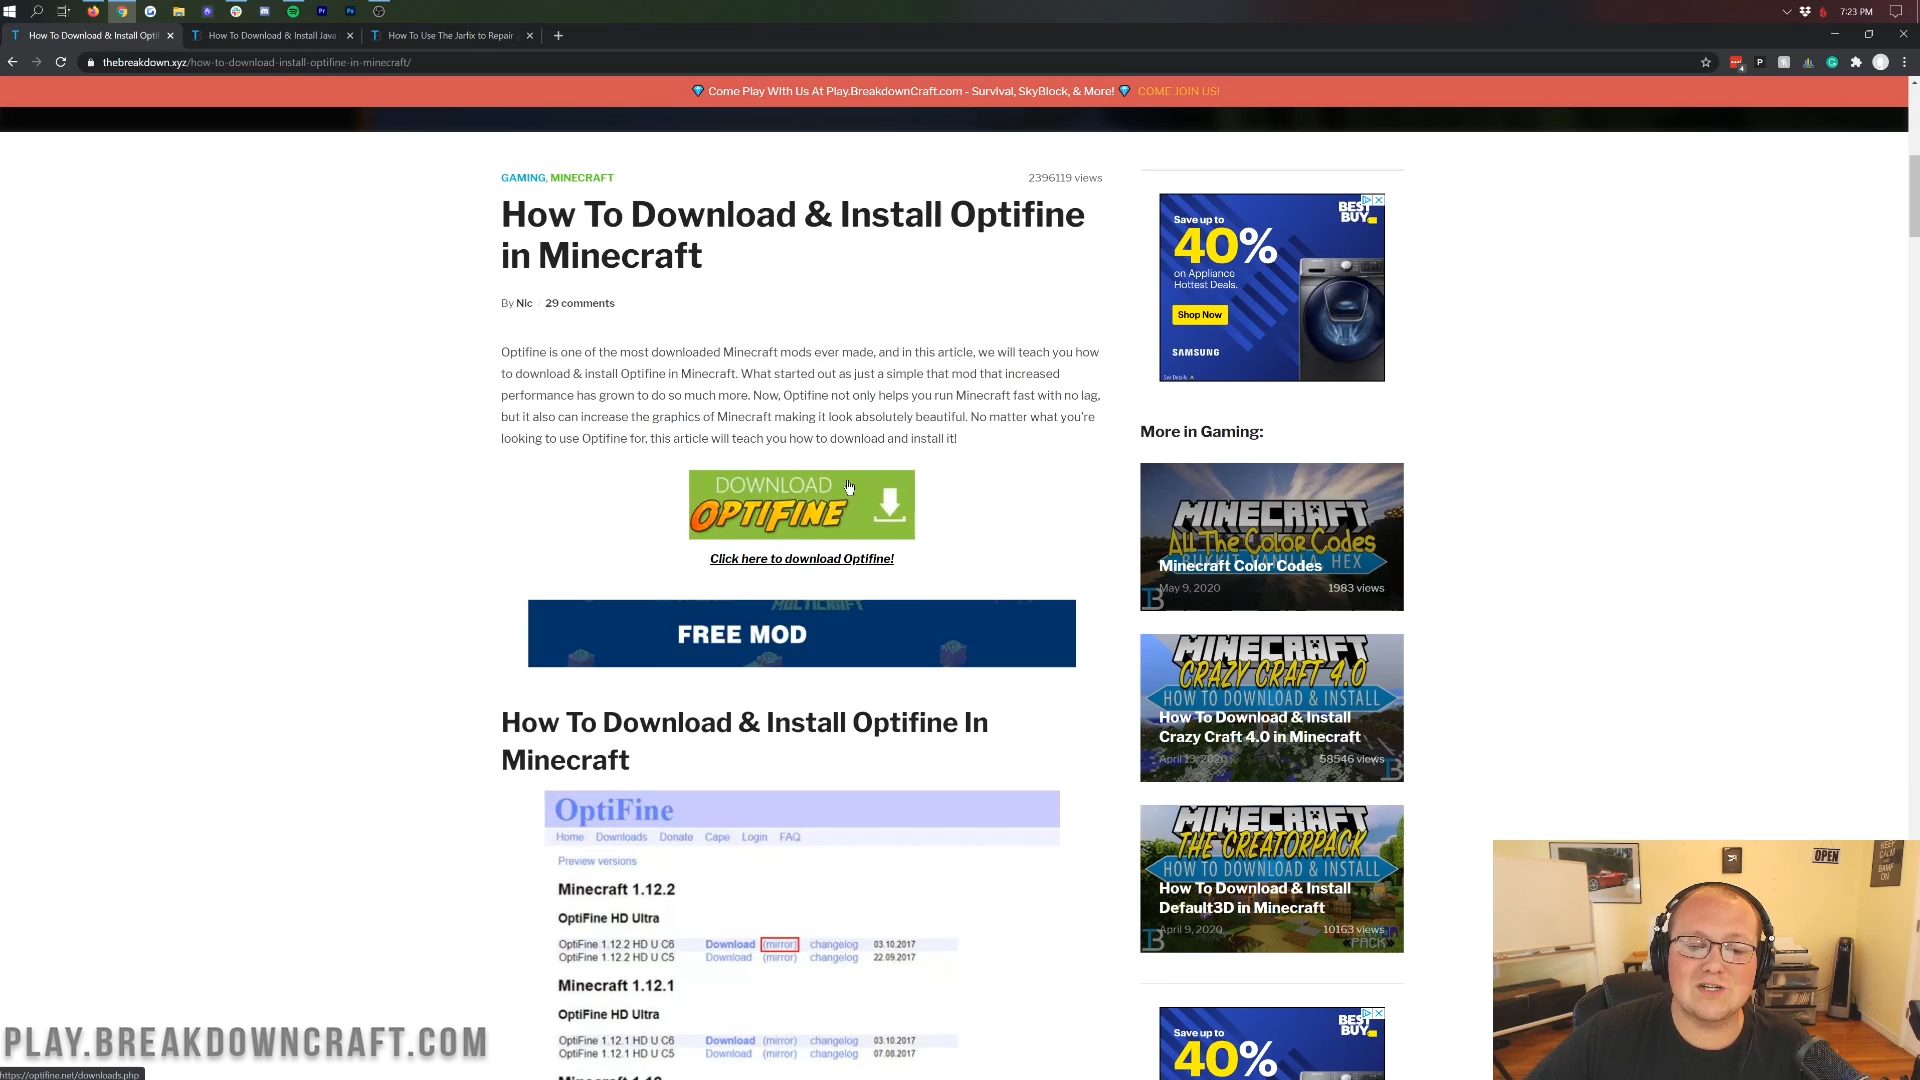 7:23 PM
How To Download & Install Opti
How To Download & Install Java
How To Use The Jarfix to Repair
thebreakdown.xyz/how-to-download-install-optifine-in-minecraft/
Come Play With Us At Play.BreakdownCraft.com - Survival, SkyBlock, & More! COME JOIN US!
GAMING, MINECRAFT
2396119 views
How To Download & Install Optifine
in Minecraft
By Nic / 29 comments
Optifine is one of the most downloaded Minecraft mods ever made, and in this article, we will teach you how
to download & install Optifine in Minecraft. What started out as just a simple that mod that increased
performance has grown to do so much more. Now, Optifine not only helps you run Minecraft fast with no lag,
but it also can increase the graphics of Minecraft making it look absolutely beautiful. No matter what you're
looking to use Optifine for, this article will teach you how to download and install it!
DOWNLOAD
OPTIFINE
Click here to download Optifine!
MULTICRAFT
FREE MOD
How To Download & Install Optifine In
Minecraft
OptiFine
Home Downloads Donate Cape Login FAQ
Preview versions
Minecraft 1.12.2
OptiFine HD Ultra
OptiFine 1.12.2 HD U C6 Download (mirror) changelog 03.10.2017
OptiFine 1.12.2 HD U C5 Download (mirror) changelog 22.09.2017
Minecraft 1.12.1
OptiFine HD Ultra
OptiFine 1.12.1 HD U C6 Download (mirror) changelog 03.10.2017
OptiFine 1.12.1 HD U C5 Download (mirror) changelog 07.08.2017
Save up to
40%
on Appliance
Hottest Deals.
Shop Now
SAMSUNG
See Details
BEST
BUY
More in Gaming:
MINECRAFT
All The Color Codes
BUKKIT VANILLA HEX
Minecraft Color Codes
May 9, 2020 1983 views
MINECRAFT
CRAZY CRAFT 4.0
HOW TO DOWNLOAD & INSTALL
How To Download & Install
Crazy Craft 4.0 in Minecraft
April 13, 2020 58546 views
MINECRAFT
THE CREATORPACK
HOW TO DOWNLOAD & INSTALL
How To Download & Install
Default3D in Minecraft
April 9, 2020 10163 views
PACK
Save up to
40%
BEST
BUY
OPEN
KEEP
CALM
AND
BAMF
ON
PLAY.BREAKDOWNCRAFT.COM
https://optifine.net/downloads.php